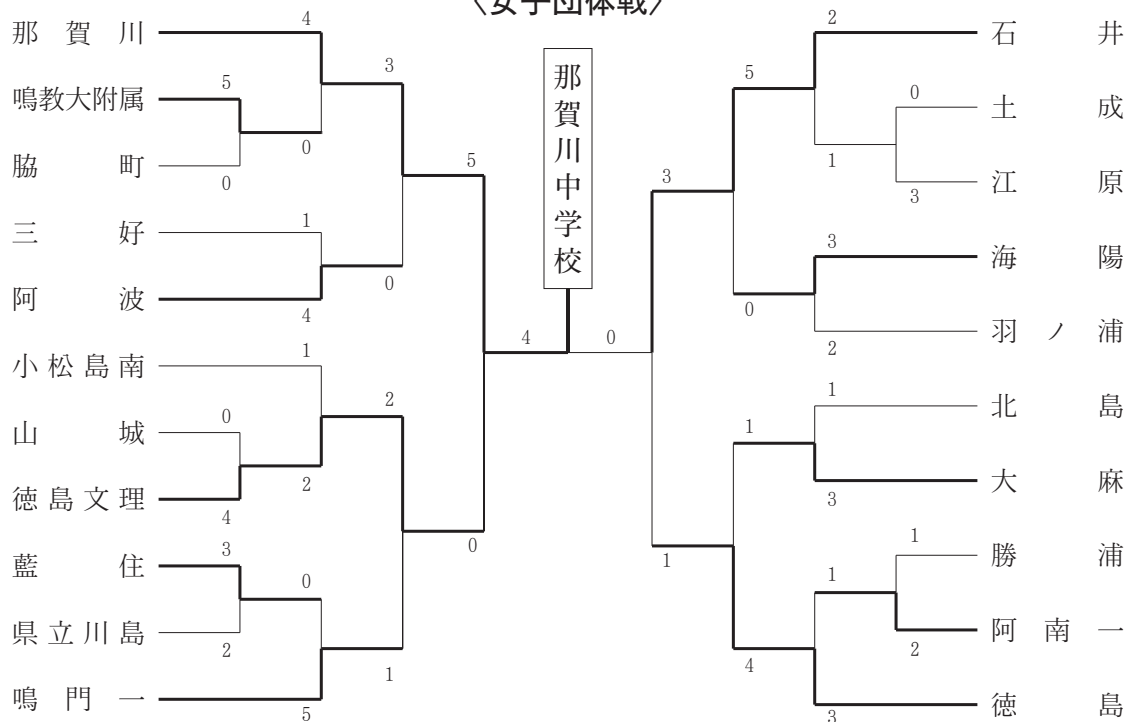 〈女子団体戦〉
那賀川中学校
那賀川
4
鳴教大附属
5
3
脇町
0
0
5
三好
1
阿波
4
0
小松島南
1
山城
0
2
徳島文理
4
2
藍住
3
0
0
県立川島
2
1
鳴門一
5
4
0
石井
2
5
土成
0
1
江原
3
3
海陽
3
0
羽ノ浦
2
北島
1
1
大麻
3
1
勝浦
1
1
阿南一
2
4
徳島
3